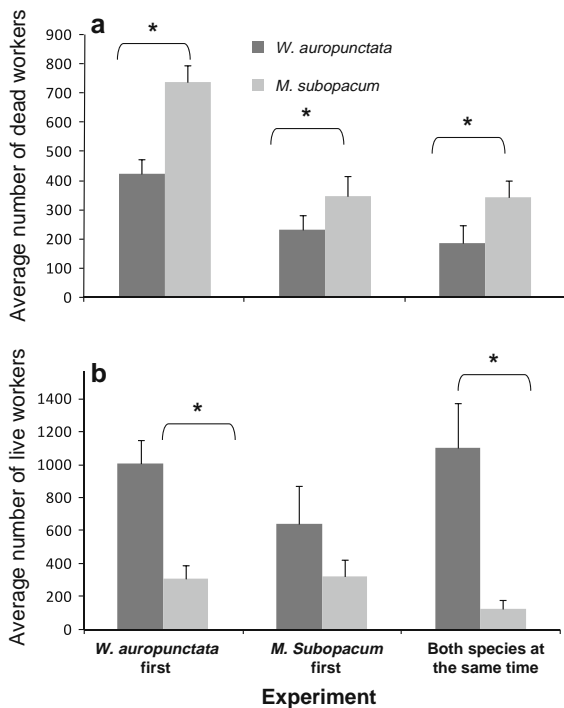 a
Average number of dead workers
900
800
700
600
500
400
300
200
100
0
*
*
*
W. auropunctata
M. subopacum
b
Average number of live workers
1400
1200
1000
800
600
400
200
0
*
*
W. auropunctata
first
M. Subopacum
first
Both species at
the same time
Experiment